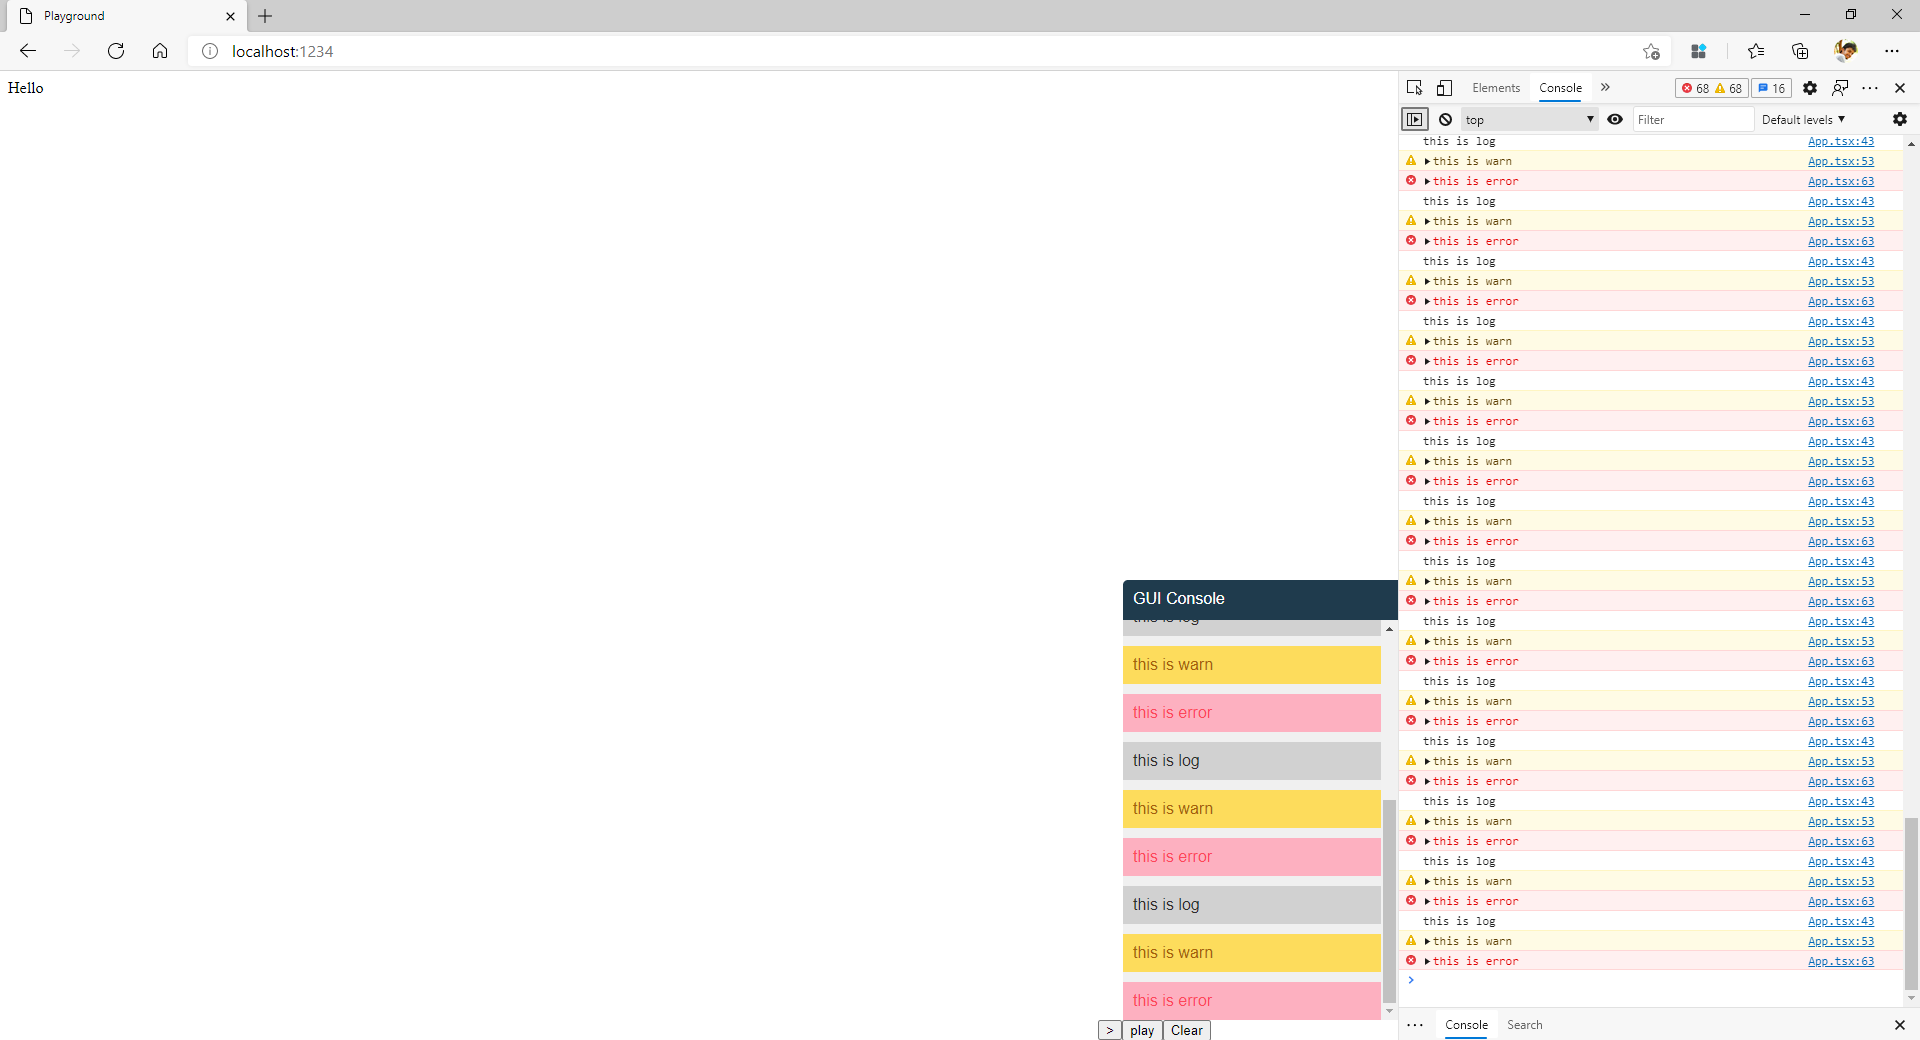 Playground
localhost:1234
Hello
Elements
Console
68
68
16
top
Filter
Default levels
this is log App.tsx:43
this is warn App.tsx:53
this is error App.tsx:63
this is log App.tsx:43
this is warn App.tsx:53
this is error App.tsx:63
this is log App.tsx:43
this is warn App.tsx:53
this is error App.tsx:63
this is log App.tsx:43
this is warn App.tsx:53
this is error App.tsx:63
this is log App.tsx:43
this is warn App.tsx:53
this is error App.tsx:63
this is log App.tsx:43
this is warn App.tsx:53
this is error App.tsx:63
this is log App.tsx:43
this is warn App.tsx:53
this is error App.tsx:63
this is log App.tsx:43
this is warn App.tsx:53
this is error App.tsx:63
this is log App.tsx:43
this is warn App.tsx:53
this is error App.tsx:63
this is log App.tsx:43
this is warn App.tsx:53
this is error App.tsx:63
this is log App.tsx:43
this is warn App.tsx:53
this is error App.tsx:63
this is log App.tsx:43
this is warn App.tsx:53
this is error App.tsx:63
this is log App.tsx:43
this is warn App.tsx:53
this is error App.tsx:63
this is log App.tsx:43
this is warn App.tsx:53
this is error App.tsx:63
>
Console
Search
GUI Console
this is log
this is warn
this is error
this is log
this is warn
this is error
this is log
this is warn
this is error
> play Clear